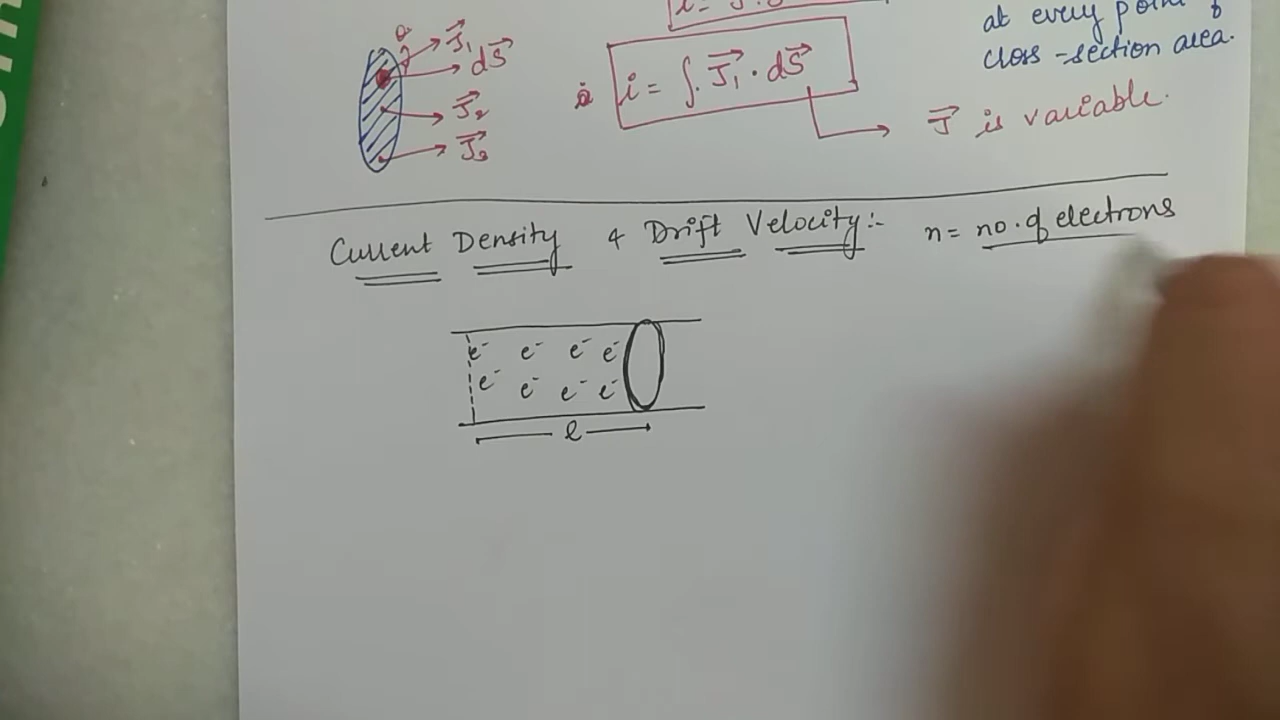 at every point of
cross-section area.
θ J⃗₁
dS⃗
J⃗₂
J⃗₃
i = ∫ J⃗₁ · dS⃗
J⃗ is variable.
Current Density & Drift Velocity :- n = no. of electrons
e⁻ e⁻ e⁻ e⁻
e⁻ e⁻ e⁻ e⁻
l